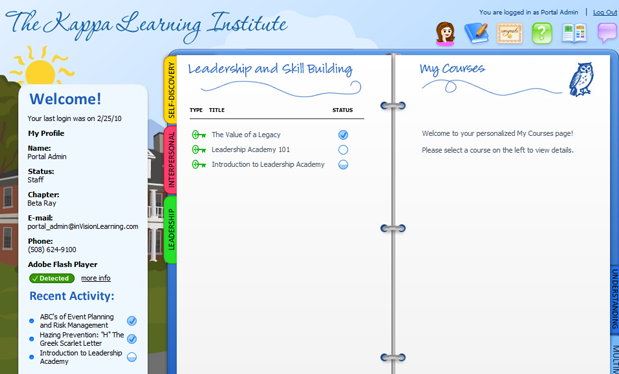 The Kappa Learning Institute
You are logged in as Portal Admin | Log Out
Welcome!
Your last login was on 2/25/10
My Profile
Name:
Portal Admin
Status:
Staff
Chapter:
Beta Ray
E-mail:
portal_admin@inVisionLearning.com
Phone:
(508) 624-9100
Adobe Flash Player
Detected more info
Recent Activity:
ABC's of Event Planning
and Risk Management
Hazing Prevention: "H" The
Greek Scarlet Letter
Introduction to Leadership
Academy
SELF-DISCOVERY
INTERPERSONAL
LEADERSHIP
Leadership and Skill Building
TYPE TITLE STATUS
The Value of a Legacy
Leadership Academy 101
Introduction to Leadership Academy
My Courses
Welcome to your personalized My Courses page!
Please select a course on the left to view details.
UNDERSTANDING